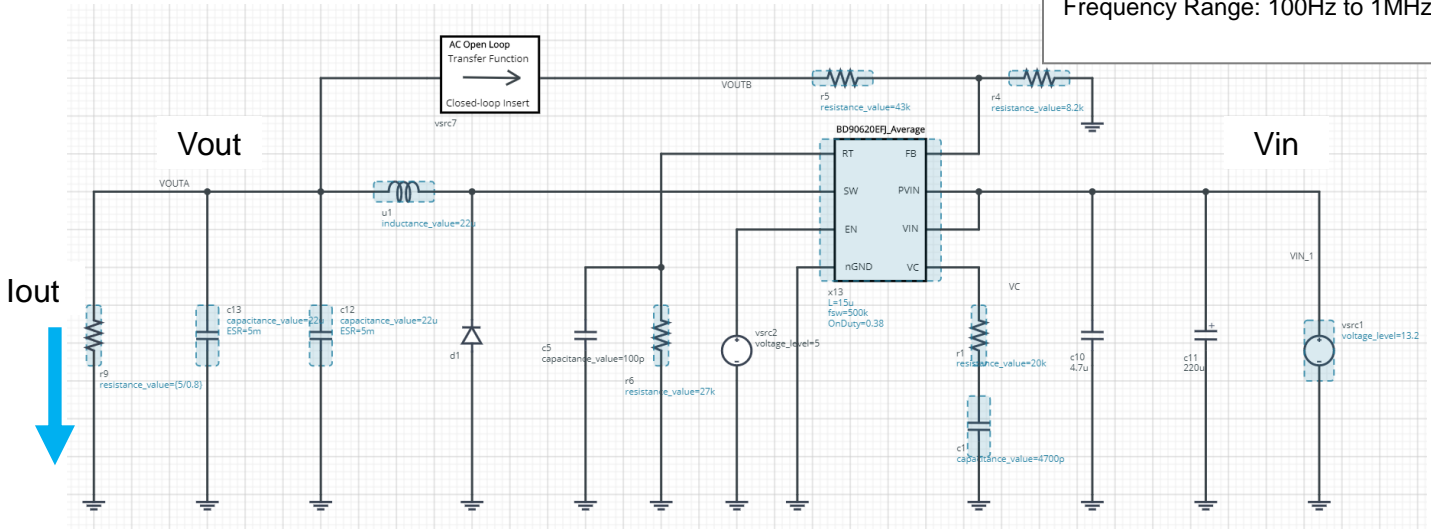 Frequency Range: 100Hz to 1MHz
AC Open Loop
Transfer Function
Closed-loop Insert
vsrc7
VOUTB
r5
resistance_value=43k
r4
resistance_value=8.2k
BD90620EFJ_Average
Vout
Vin
RT
FB
VOUTA
SW
PVIN
u1
inductance_value=22u
EN
VIN
nGND
VC
VIN_1
VC
Iout
x13
L=15u
fsw=500k
OnDuty=0.38
c13
capacitance_value=22u
ESR=5m
c12
capacitance_value=22u
ESR=5m
vsrc2
voltage_level=5
vsrc1
voltage_level=13.2
c5
capacitance_value=100p
d1
r1
resistance_value=20k
c10
4.7u
+
c11
220u
r9
resistance_value={5/0.8}
r6
resistance_value=27k
c1
capacitance_value=4700p